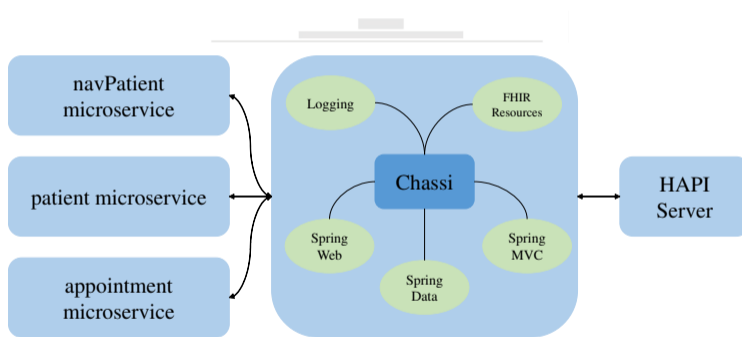 navPatient
microservice
patient microservice
appointment
microservice
Logging
FHIR
Resources
Chassi
Spring
Web
Spring
Data
Spring
MVC
HAPI
Server